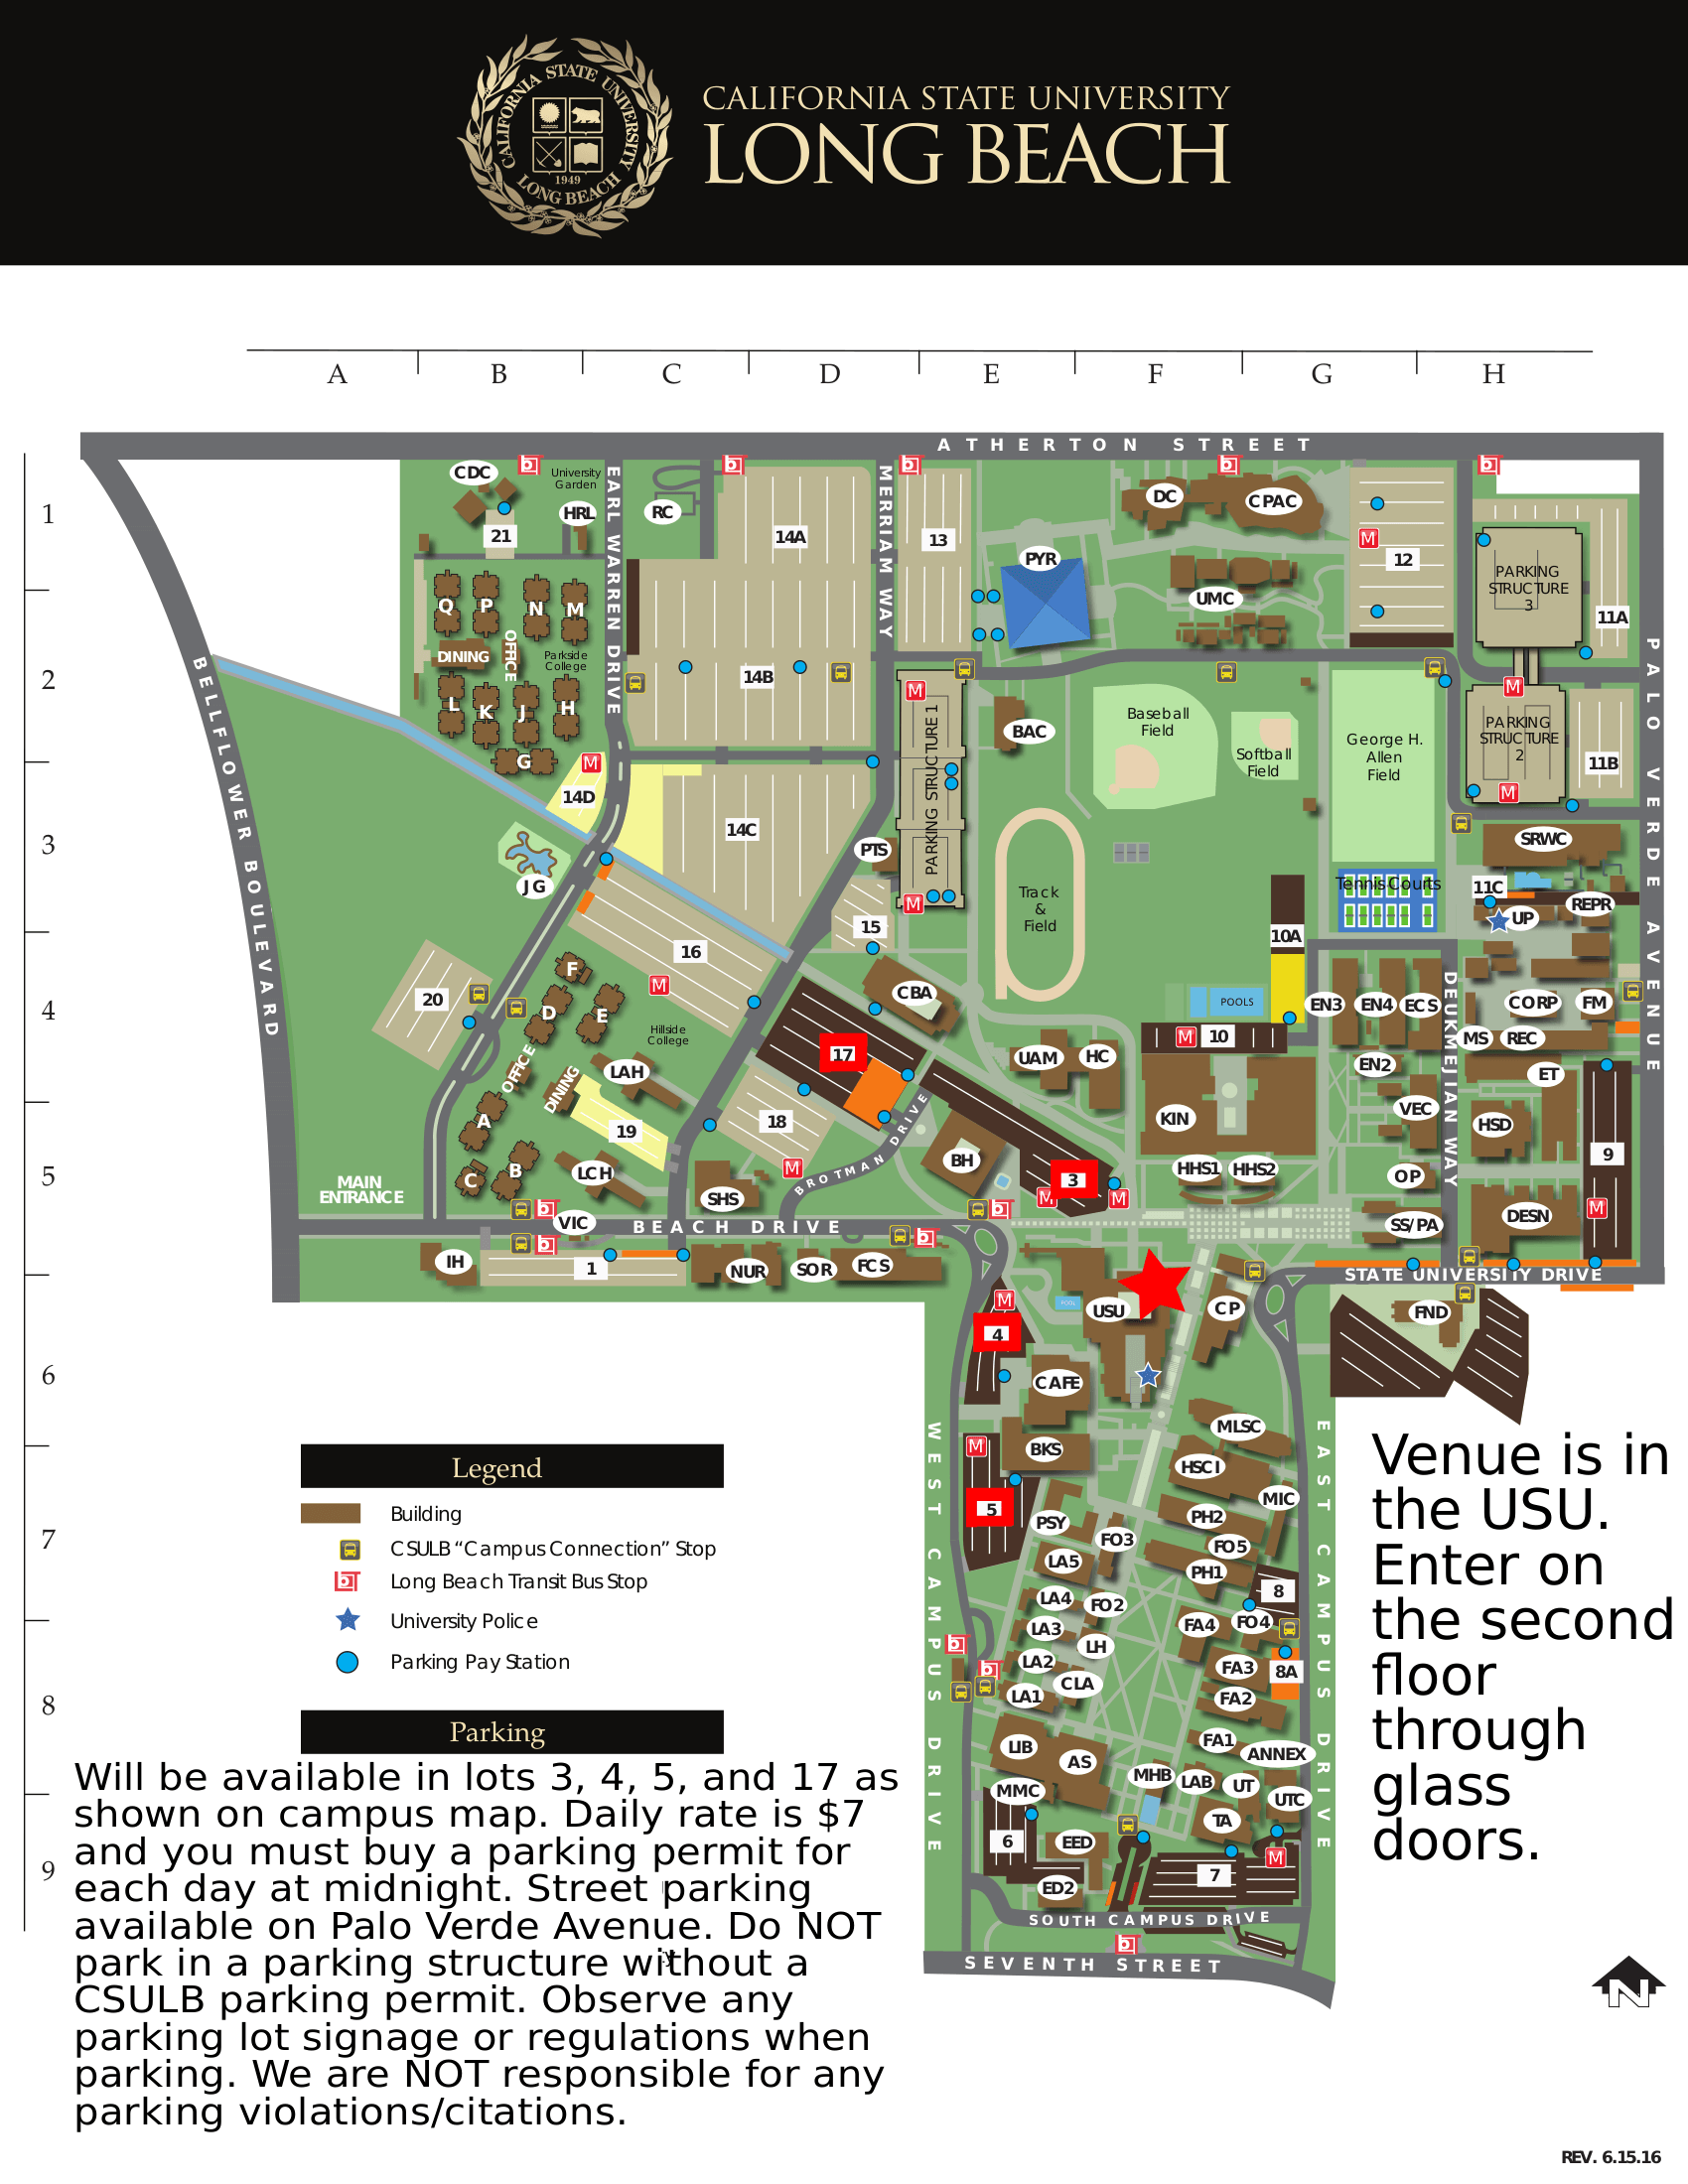 CALIFORNIA STATE UNIVERSITY
LONG BEACH
CALIFORNIA STATE UNIVERSITY
1949
LONG BEACH
A B C D E F G H
1
2
3
4
5
6
7
8
9
ATHERTON STREET
BELLFLOWER BOULEVARD
EARL WARREN DRIVE
MERRIAM WAY
PALO VERDE AVENUE
CDC
University
Garden
HRL
21
RC
14A
13
PYR
DC
CPAC
UMC
12
PARKING
STRUCTURE
3
11A
Q
P
N
M
DINING
OFFICE
Parkside
College
L
K
J
H
G
14B
14D
14C
PARKING STRUCTURE 1
BAC
Baseball
Field
Softball
Field
George H.
Allen
Field
PARKING
STRUCTURE
2
11B
SRWC
JG
PTS
Track
&
Field
Tennis Courts
11C
UP
REPR
15
16
10A
20
F
D
E
CBA
POOLS
EN3
EN4
ECS
DEUKMEJIAN WAY
CORP
FM
MS
REC
Hillside
College
17
UAM
HC
10
EN2
ET
OFFICE
DINING
LAH
A
19
18
BROTMAN DRIVE
KIN
VEC
HSD
9
C
B
LCH
SHS
BH
3
HHS1
HHS2
OP
MAIN
ENTRANCE
VIC
BEACH DRIVE
SS/PA
DESN
IH
1
NUR
SOR
FCS
STATE UNIVERSITY DRIVE
POOL
USU
CP
FND
4
CAFE
MLSC
BKS
HSCI
MIC
5
PSY
FO3
PH2
FO5
LA5
PH1
8
LA4
FO2
FA4
FO4
LA3
LH
LA2
FA3
8A
LA1
CLA
FA2
LIB
AS
FA1
ANNEX
MMC
MHB
LAB
UT
UTC
TA
6
EED
7
ED2
WEST CAMPUS DRIVE
EAST CAMPUS DRIVE
SOUTH CAMPUS DRIVE
SEVENTH STREET
Legend
Building
CSULB “Campus Connection” Stop
Long Beach Transit Bus Stop
University Police
Parking Pay Station
Parking
Will be available in lots 3, 4, 5, and 17 as
shown on campus map. Daily rate is $7
and you must buy a parking permit for
each day at midnight. Street parking
available on Palo Verde Avenue. Do NOT
park in a parking structure without a
CSULB parking permit. Observe any
parking lot signage or regulations when
parking. We are NOT responsible for any
parking violations/citations.
Venue is in
the USU.
Enter on
the second
floor
through
glass
doors.
N
REV. 6.15.16